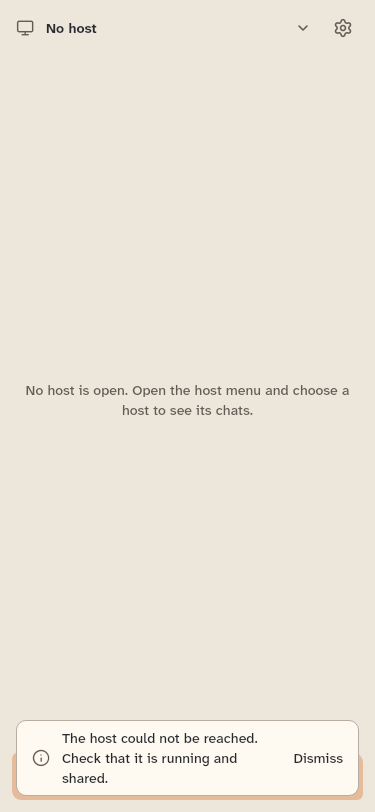 No host
No host is open. Open the host menu and choose a
host to see its chats.
The host could not be reached.
Check that it is running and
shared.
Dismiss